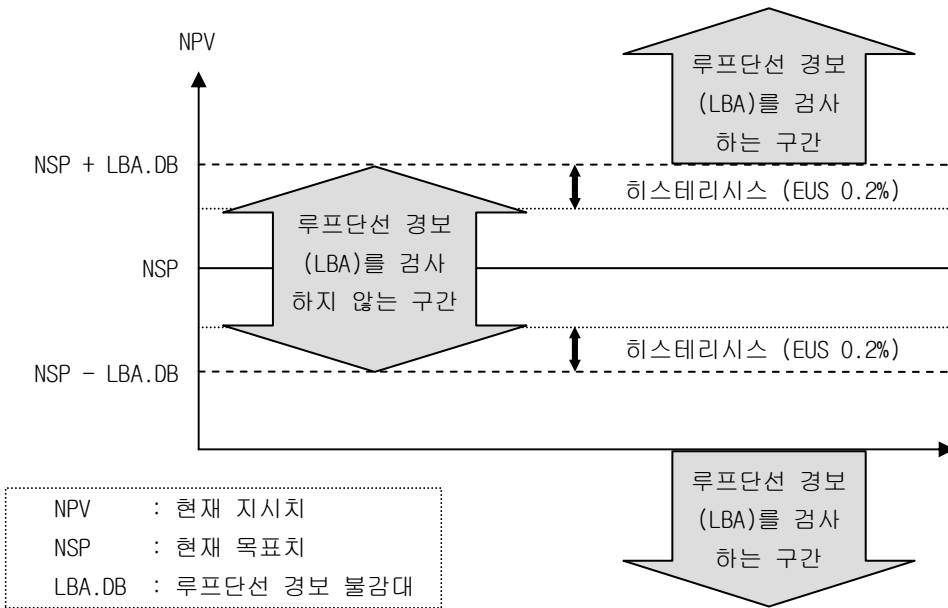 NPV
루프단선 경보
(LBA)를 검사
하는 구간
NSP + LBA.DB
히스테리시스 (EUS 0.2%)
루프단선 경보
(LBA)를 검사
하지 않는 구간
NSP
히스테리시스 (EUS 0.2%)
NSP - LBA.DB
루프단선 경보
(LBA)를 검사
하는 구간
NPV : 현재 지시치
NSP : 현재 목표치
LBA.DB : 루프단선 경보 불감대